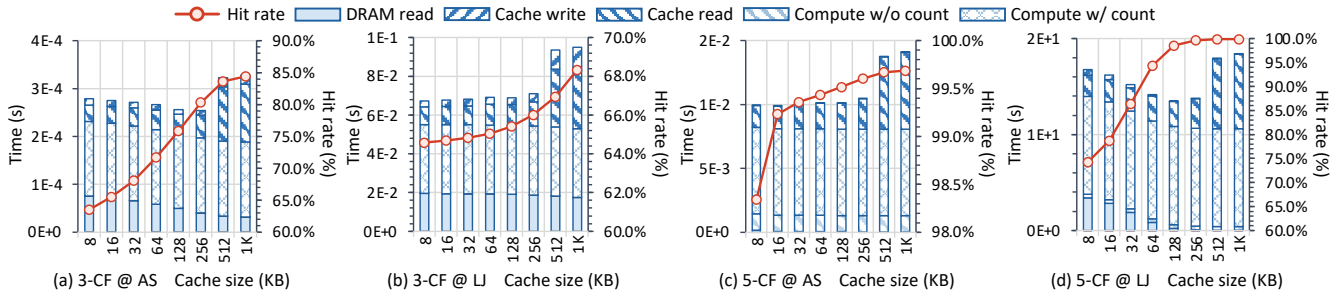 Hit rate DRAM read Cache write Cache read Compute w/o count Compute w/ count
4E-4 3E-4 2E-4 1E-4 0E+0
Time (s)
90.0% 85.0% 80.0% 75.0% 70.0% 65.0% 60.0%
Hit rate (%)
8 16 32 64 128 256 512 1K
(a) 3-CF @ AS Cache size (KB)
1E-1 8E-2 6E-2 4E-2 2E-2 0E+0
Time (s)
70.0% 68.0% 66.0% 64.0% 62.0% 60.0%
Hit rate (%)
8 16 32 64 128 256 512 1K
(b) 3-CF @ LJ Cache size (KB)
2E-2 1E-2 5E-3 0E+0
Time (s)
100.0% 99.5% 99.0% 98.5% 98.0%
Hit rate (%)
8 16 32 64 128 256 512 1K
(c) 5-CF @ AS Cache size (KB)
2E+1 1E+1 0E+0
Time (s)
100.0% 95.0% 90.0% 85.0% 80.0% 75.0% 70.0% 65.0% 60.0%
Hit rate (%)
8 16 32 64 128 256 512 1K
(d) 5-CF @ LJ Cache size (KB)